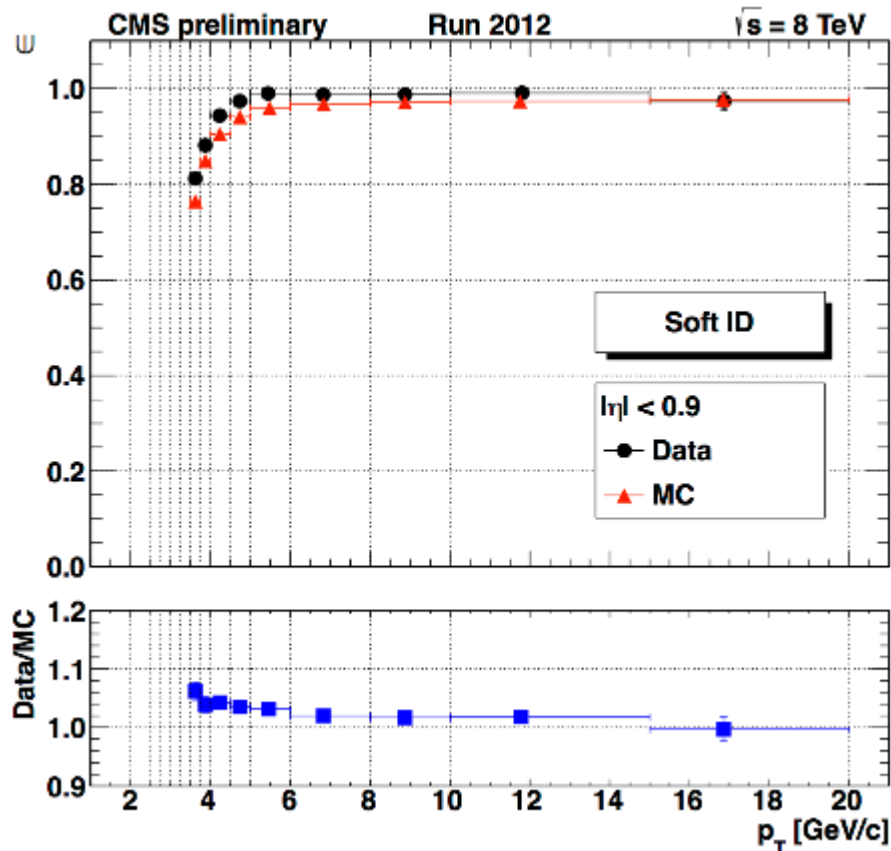 CMS preliminary Run 2012 √s = 8 TeV
∈
1.0
0.8
0.6
0.4
0.2
0.0
Soft ID
|η| < 0.9
Data
MC
Data/MC
1.2
1.1
1.0
0.9
2 4 6 8 10 12 14 16 18 20
p_T [GeV/c]